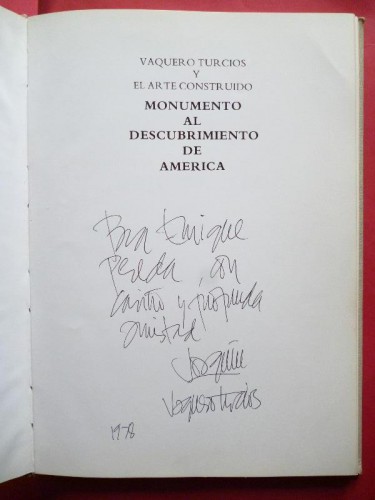 VAQUERO TURCIOS
Y
EL ARTE CONSTRUIDO
MONUMENTO
AL
DESCUBRIMIENTO
DE
AMERICA
Para Enrique
Pereda con
cariño y profunda
amistad
Joaquín
Vaquero Turcios
1978